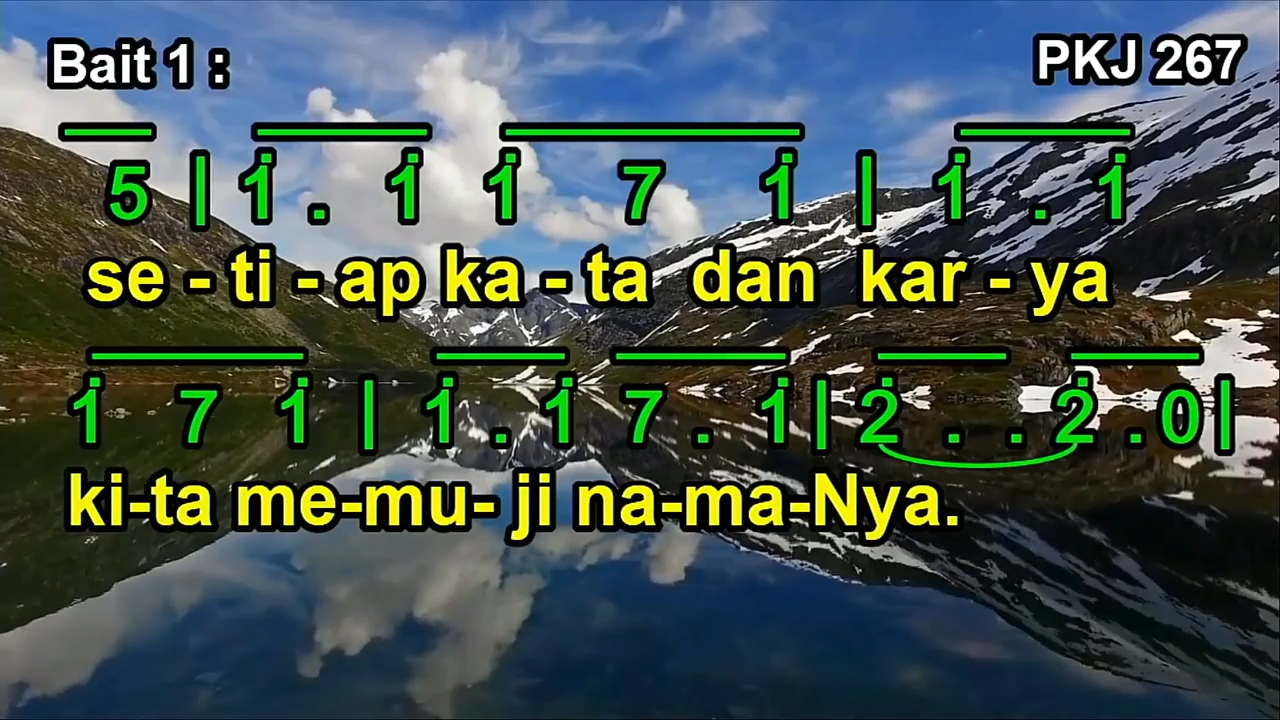 Bait 1 : PKJ 267
5 | 1̇ . 1̇ 1̇ 7 1̇ | 1̇ . 1̇
se - ti - ap ka - ta dan kar - ya
1̇ 7 1̇ | 1̇ . 1̇ 7 . 1̇ | 2̇ . . 2̇ . 0 |
ki-ta me-mu- ji na-ma-Nya.